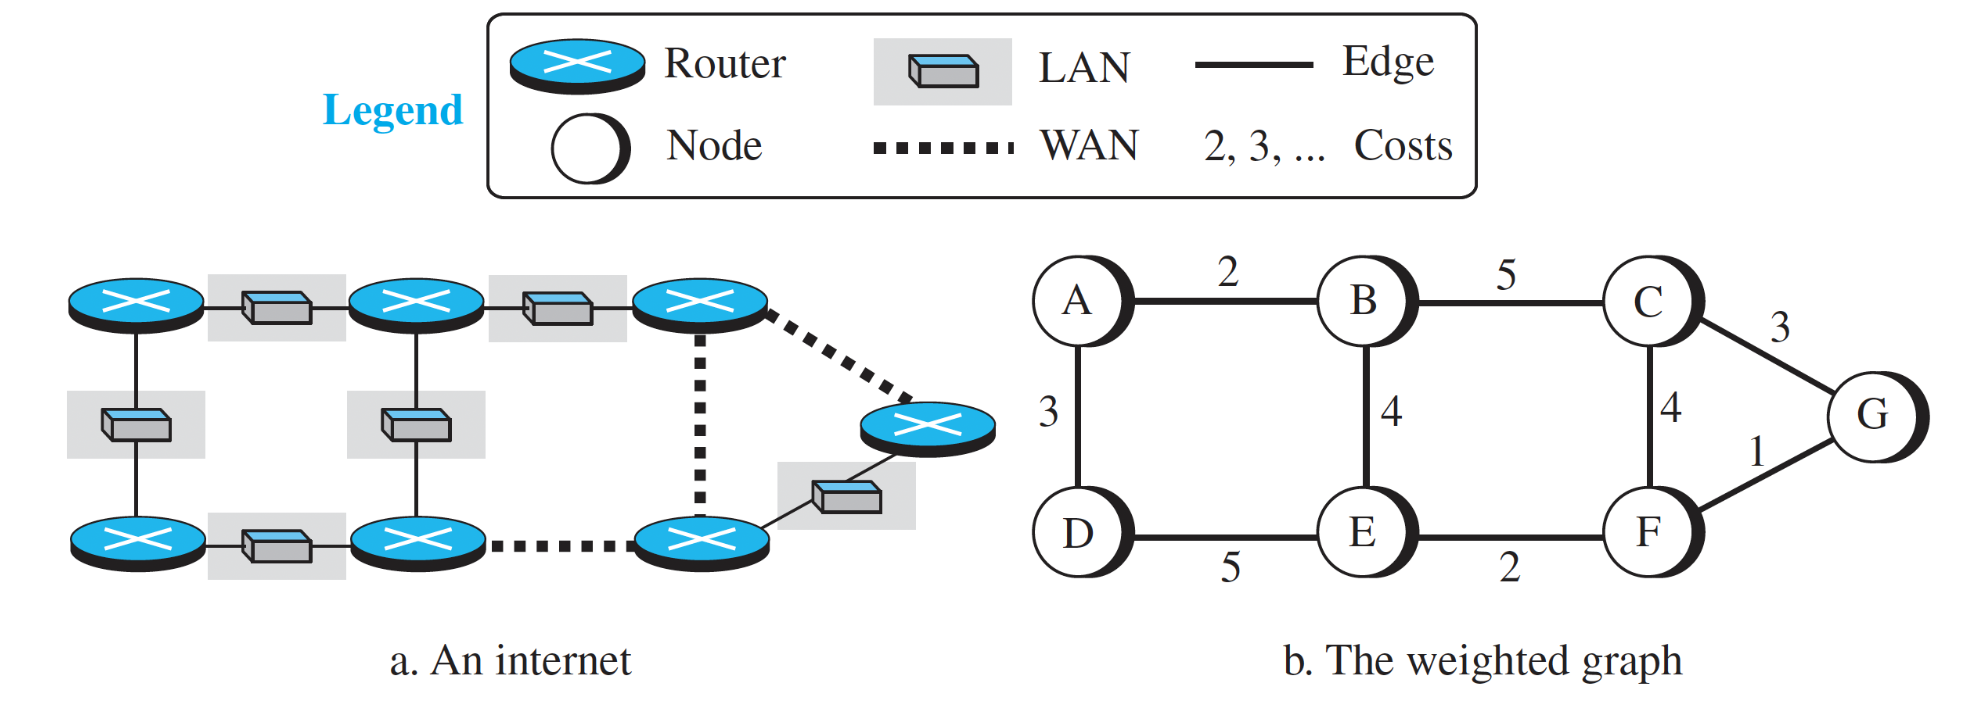 Legend
Router
LAN
Edge
Node
WAN
2, 3, ... Costs
A
2
B
5
C
3
3
4
4
G
1
D
5
E
2
F
a. An internet
b. The weighted graph